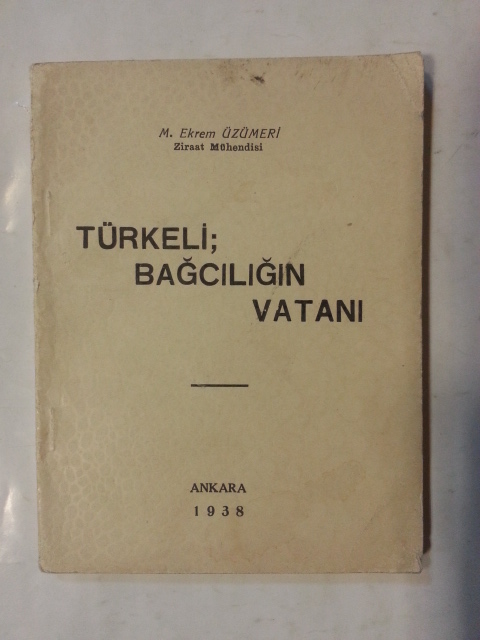 M. Ekrem ÜZÜMERİ
Ziraat Mühendisi
TÜRKELİ;
BAĞCILIĞIN
VATANI
ANKARA
1938